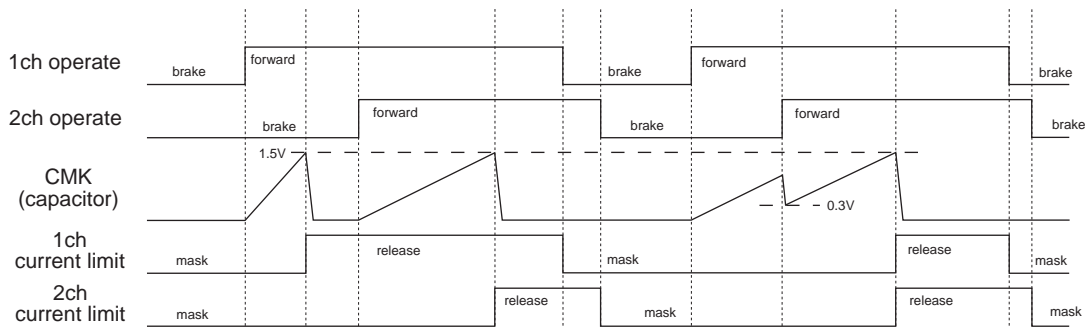 1ch operate
brake
forward
brake
forward
brake
2ch operate
brake
forward
brake
forward
brake
CMK
(capacitor)
1.5V
0.3V
1ch
current limit
mask
release
mask
release
mask
2ch
current limit
mask
release
mask
release
mask